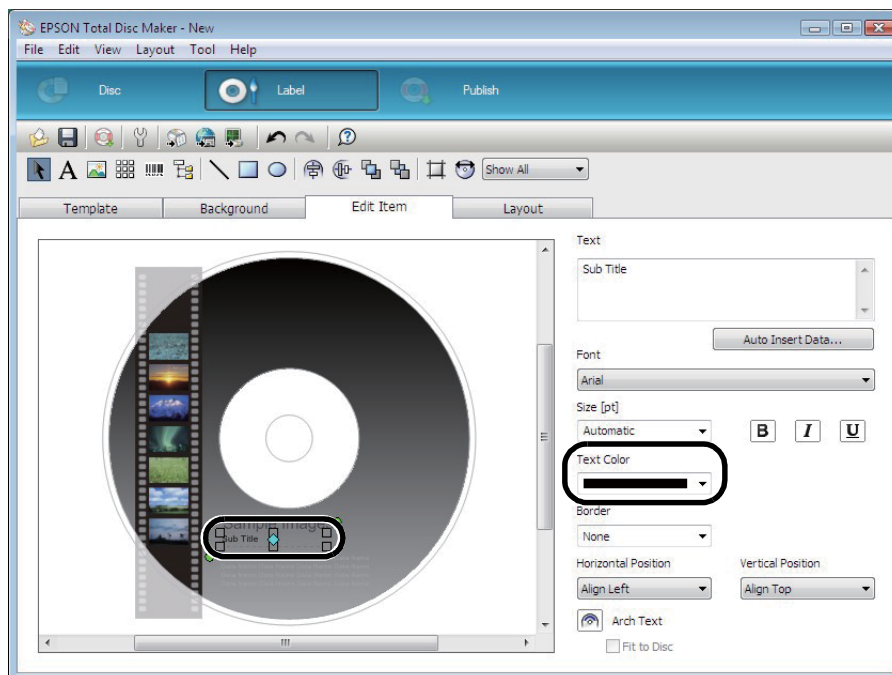 EPSON Total Disc Maker - New
File Edit View Layout Tool Help
Disc Label Publish
A Show All
Template Background Edit Item Layout
Text
Sub Title
Auto Insert Data...
Font
Arial
Size [pt]
Automatic B I U
Text Color
Border
None
Horizontal Position Vertical Position
Align Left Align Top
Arch Text
Fit to Disc
Sample Image
Sub Title